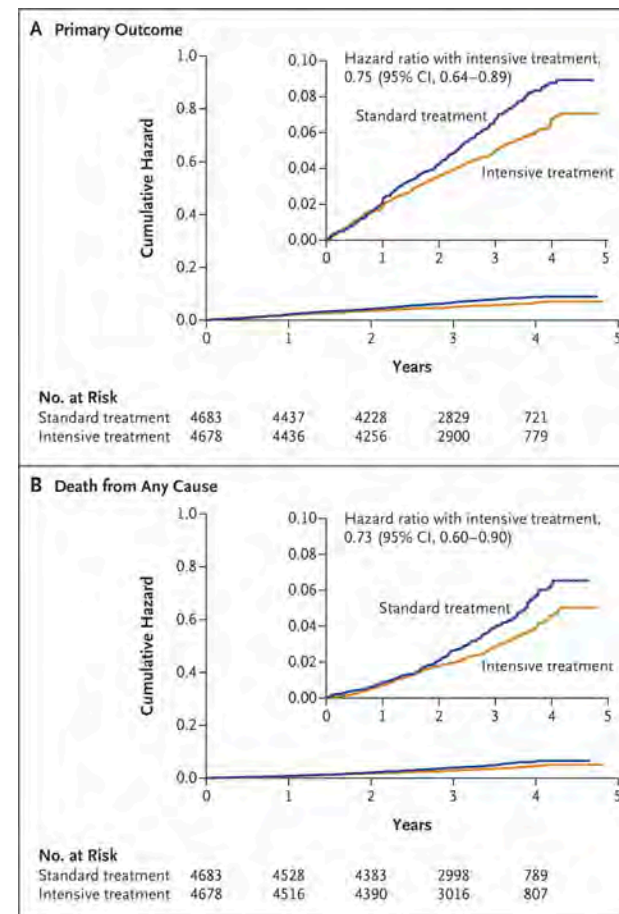 A Primary Outcome
Cumulative Hazard
1.0
0.8
0.6
0.4
0.2
0.0
0 1 2 3 4 5
0.10
0.08
0.06
0.04
0.02
0.00
0 1 2 3 4 5
Hazard ratio with intensive treatment,
0.75 (95% CI, 0.64–0.89)
Standard treatment
Intensive treatment
Years
No. at Risk
Standard treatment 4683 4437 4228 2829 721
Intensive treatment 4678 4436 4256 2900 779
B Death from Any Cause
Cumulative Hazard
1.0
0.8
0.6
0.4
0.2
0.0
0 1 2 3 4 5
0.10
0.08
0.06
0.04
0.02
0.00
0 1 2 3 4 5
Hazard ratio with intensive treatment,
0.73 (95% CI, 0.60–0.90)
Standard treatment
Intensive treatment
Years
No. at Risk
Standard treatment 4683 4528 4383 2998 789
Intensive treatment 4678 4516 4390 3016 807